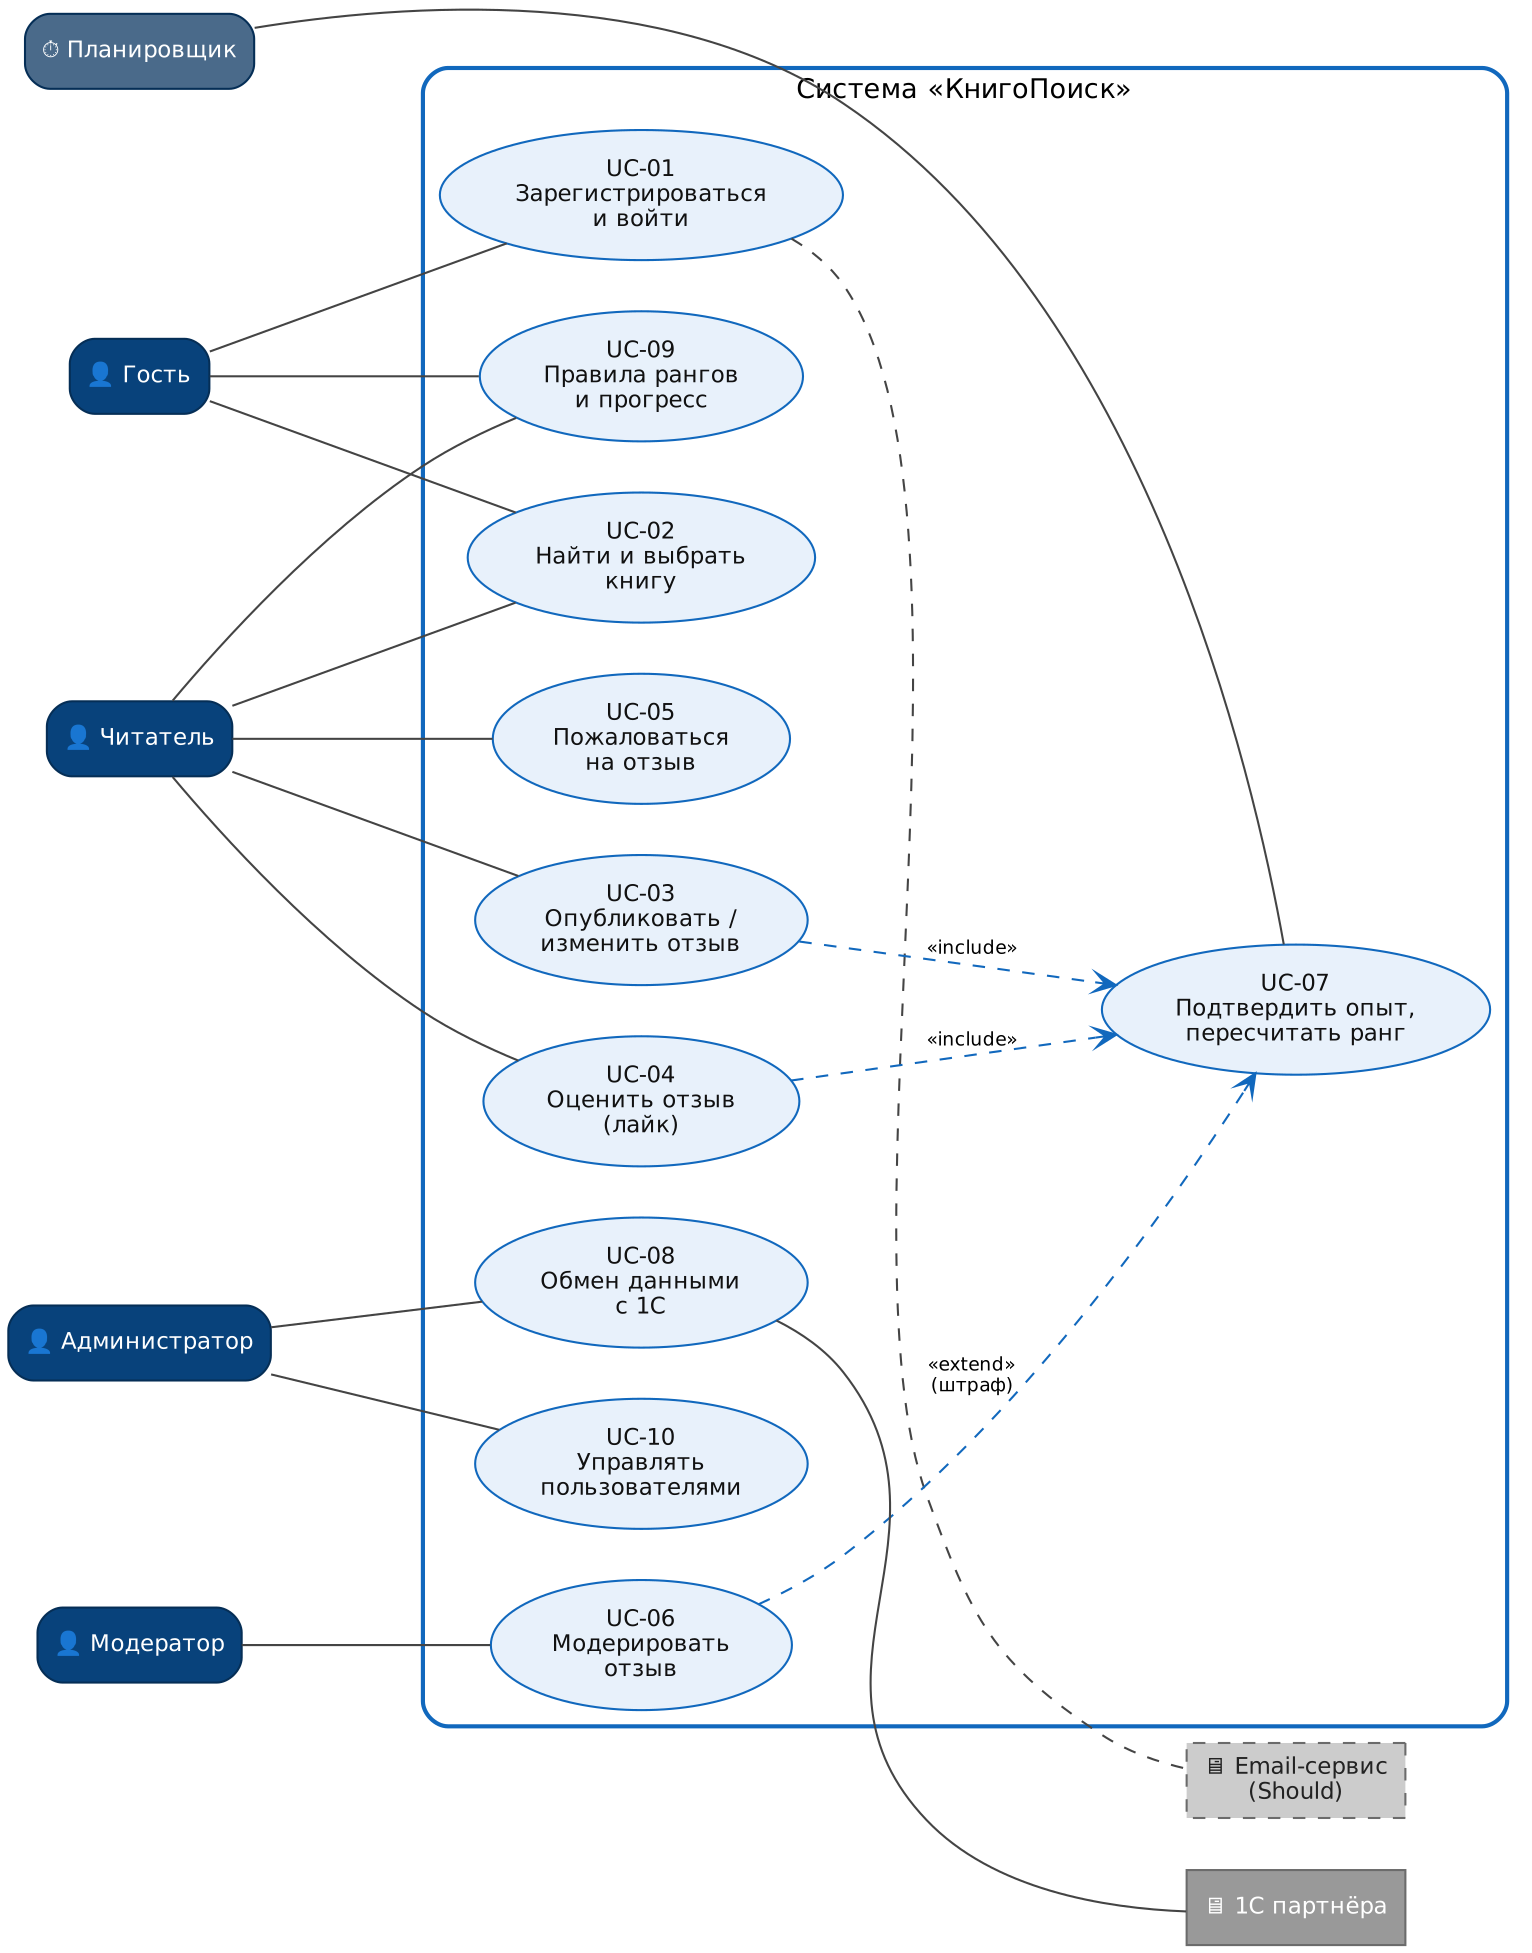 ⏱ Планировщик
Система «КнигоПоиск»
UC-01
Зарегистрироваться
и войти
👤 Гость
UC-09
Правила рангов
и прогресс
UC-02
Найти и выбрать
книгу
👤 Читатель
UC-05
Пожаловаться
на отзыв
UC-03
Опубликовать /
изменить отзыв
«include»
UC-07
Подтвердить опыт,
пересчитать ранг
«include»
UC-04
Оценить отзыв
(лайк)
UC-08
Обмен данными
с 1С
👤 Администратор
«extend»
(штраф)
UC-10
Управлять
пользователями
👤 Модератор
UC-06
Модерировать
отзыв
🖥 Email-сервис
(Should)
🖥 1С партнёра